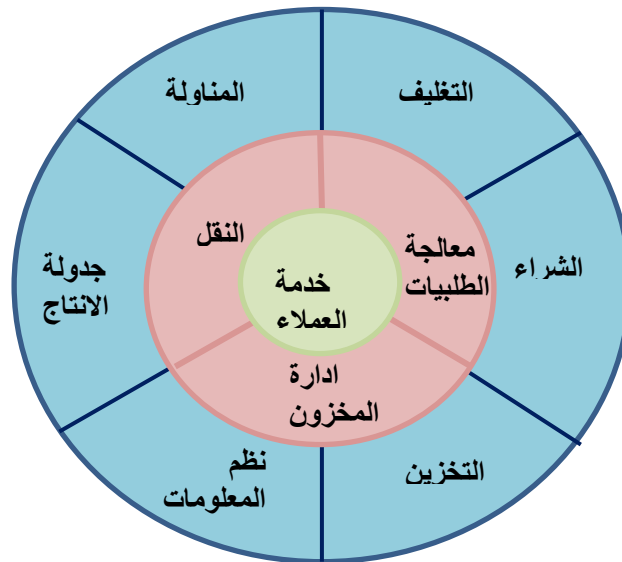 التغليف
المناولة
الشراء
معالجة
الطلبيات
النقل
خدمة
العملاء
جدولة
الانتاج
ادارة
المخزون
التخزين
نظم
المعلومات